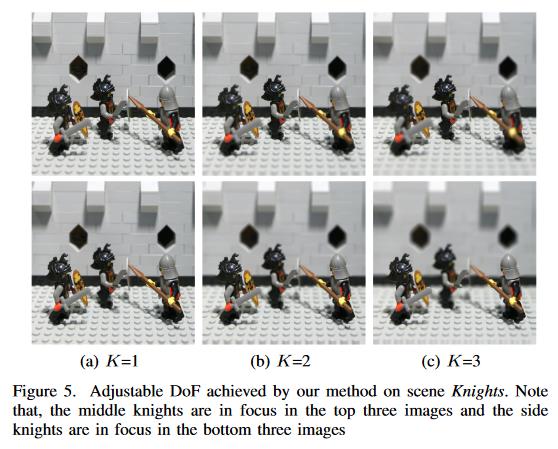 (a) K=1 (b) K=2 (c) K=3
Figure 5. Adjustable DoF achieved by our method on scene Knights. Note
that, the middle knights are in focus in the top three images and the side
knights are in focus in the bottom three images